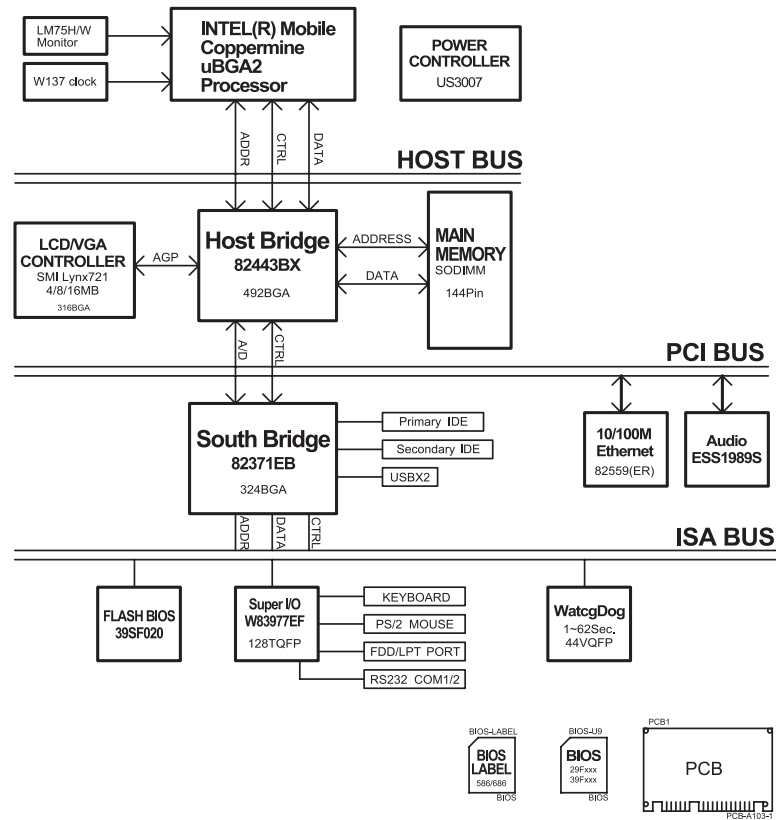 LM75H/W
Monitor
W137 clock
INTEL(R) Mobile
Coppermine
uBGA2
Processor
POWER
CONTROLLER
US3007
ADDR
CTRL
DATA
HOST BUS
LCD/VGA
CONTROLLER
SMI Lynx721
4/8/16MB
316BGA
AGP
Host Bridge
82443BX
492BGA
ADDRESS
DATA
MAIN
MEMORY
SODIMM
144Pin
A/D
CTRL
PCI BUS
South Bridge
82371EB
324BGA
Primary IDE
Secondary IDE
USBX2
10/100M
Ethernet
82559(ER)
Audio
ESS1989S
ADDR
DATA
CTRL
ISA BUS
FLASH BIOS
39SF020
Super I/O
W83977EF
128TQFP
KEYBOARD
PS/2 MOUSE
FDD/LPT PORT
RS232 COM1/2
WatcgDog
1~62Sec.
44VQFP
BIOS-LABEL
BIOS
LABEL
586/686
BIOS
BIOS-U9
BIOS
29Fxxx
39Fxxx
BIOS
PCB1
PCB
PCB-A103-1